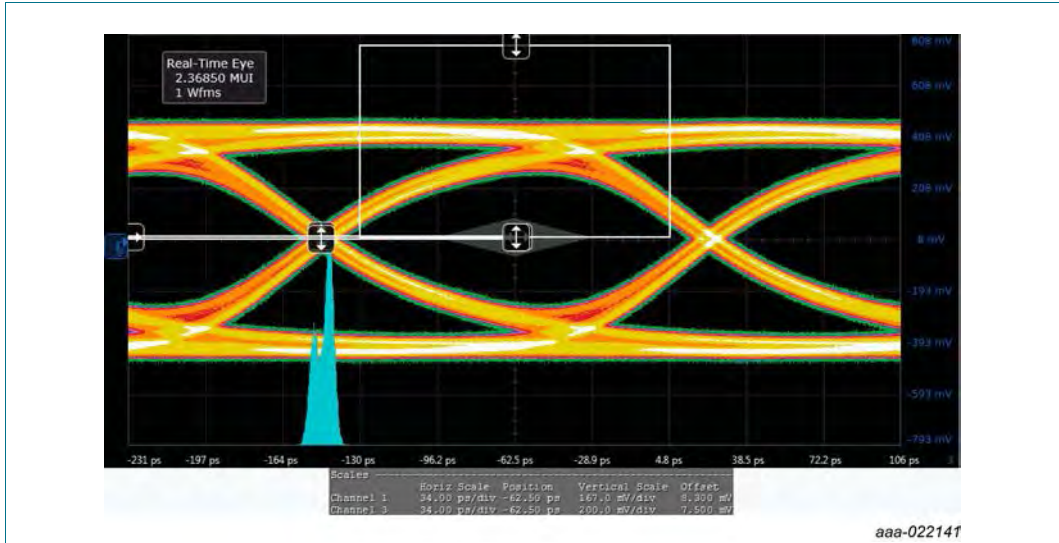 Real-Time Eye
2.36850 MUI
1 Wfms
808 mV
608 mV
408 mV
208 mV
8 mV
-193 mV
-393 mV
-593 mV
-793 mV
-231 ps -197 ps -164 ps -130 ps -96.2 ps -62.5 ps -28.9 ps 4.8 ps 38.5 ps 72.2 ps 106 ps
Scales
Horiz Scale Position Vertical Scale Offset
Channel 1 34.00 ps/div -62.50 ps 167.0 mV/div 8.300 mV
Channel 3 34.00 ps/div -62.50 ps 200.0 mV/div 7.500 mV
aaa-022141